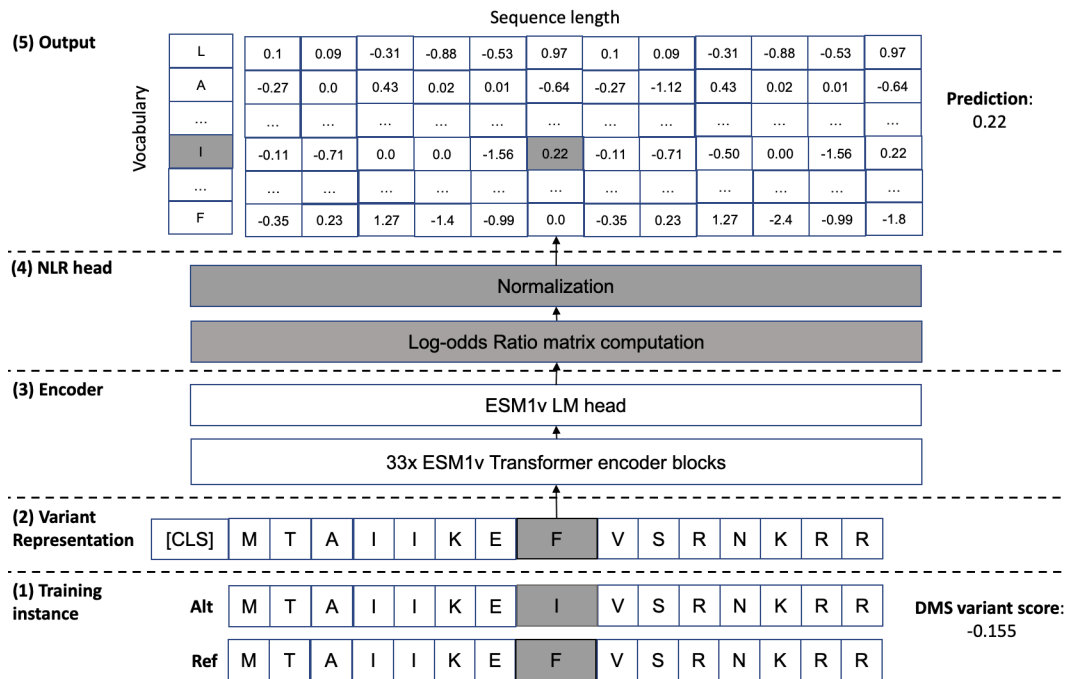 Sequence length
(5) Output
Vocabulary
L 0.1 0.09 -0.31 -0.88 -0.53 0.97 0.1 0.09 -0.31 -0.88 -0.53 0.97
A -0.27 0.0 0.43 0.02 0.01 -0.64 -0.27 -1.12 0.43 0.02 0.01 -0.64
... ... ... ... ... ... ... ... ... ... ... ... ...
I -0.11 -0.71 0.0 0.0 -1.56 0.22 -0.11 -0.71 -0.50 0.00 -1.56 0.22
... ... ... ... ... ... ... ... ... ... ... ... ...
F -0.35 0.23 1.27 -1.4 -0.99 0.0 -0.35 0.23 1.27 -2.4 -0.99 -1.8
Prediction:
0.22
(4) NLR head
Normalization
Log-odds Ratio matrix computation
(3) Encoder
ESM1v LM head
33x ESM1v Transformer encoder blocks
(2) Variant
Representation
[CLS] M T A I I K E F V S R N K R R
(1) Training
instance
Alt M T A I I K E I V S R N K R R
DMS variant score:
-0.155
Ref M T A I I K E F V S R N K R R